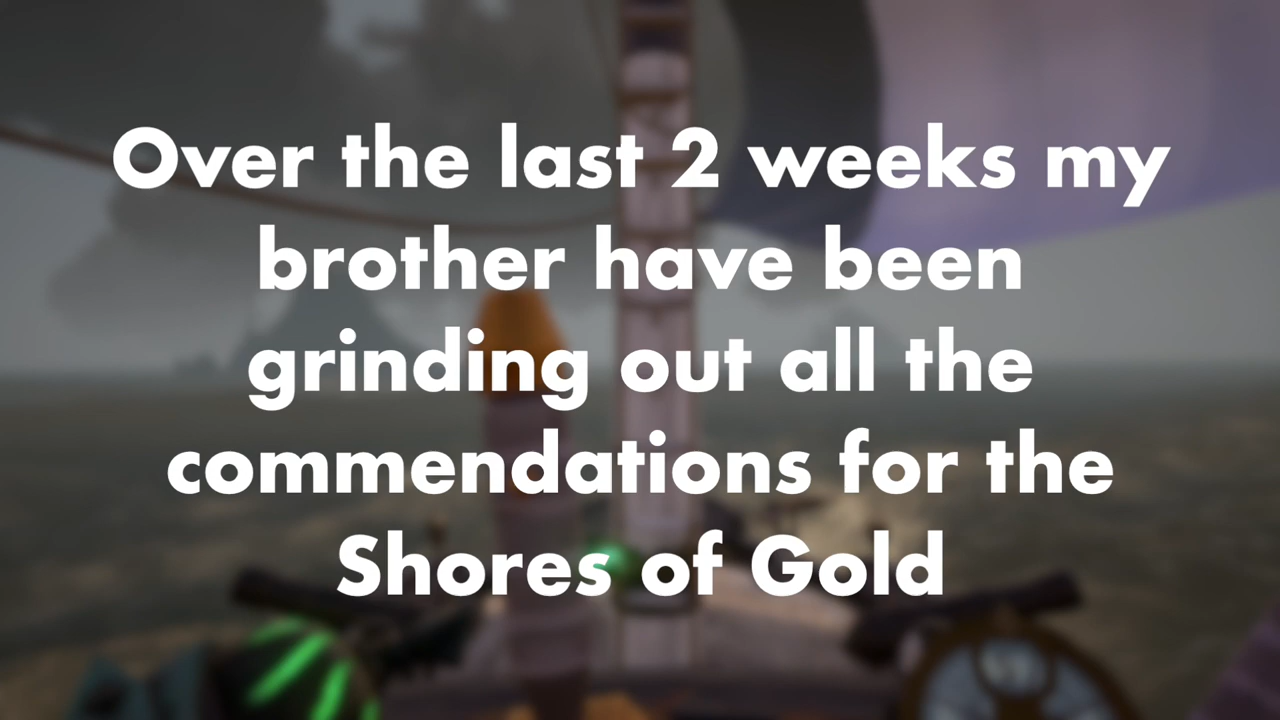 Over the last 2 weeks my
brother have been
grinding out all the
commendations for the
Shores of Gold